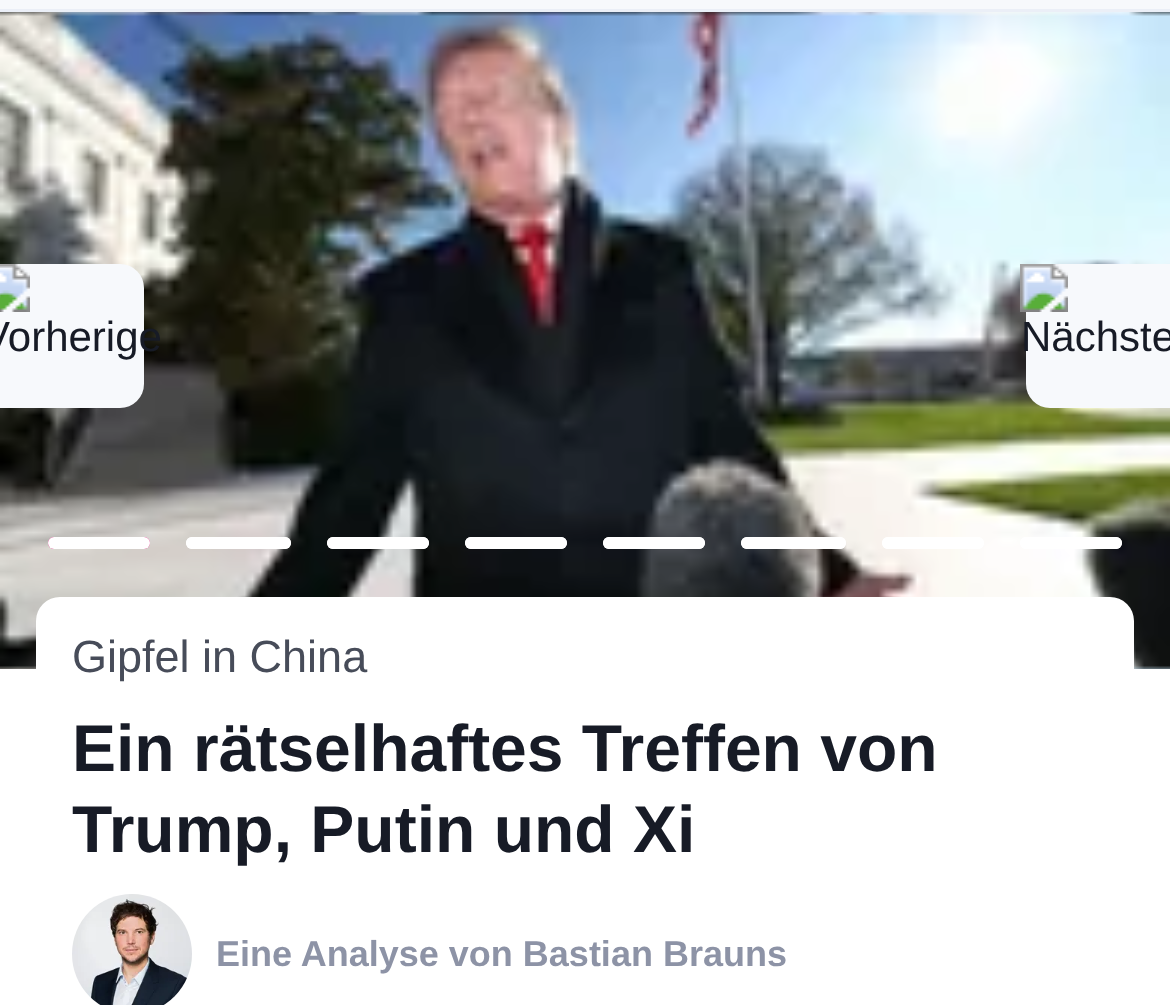 Vorherige
Nächste
Gipfel in China
Ein rätselhaftes Treffen von
Trump, Putin und Xi
Eine Analyse von Bastian Brauns